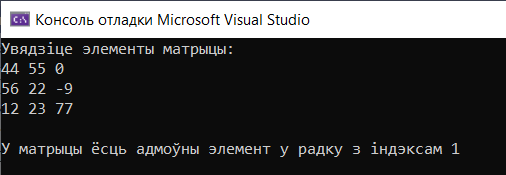 Консоль отладки Microsoft Visual Studio
Увядзіце элементы матрыцы:
44 55 0
56 22 -9
12 23 77
У матрыцы ёсць адмоўны элемент у радку з індэксам 1